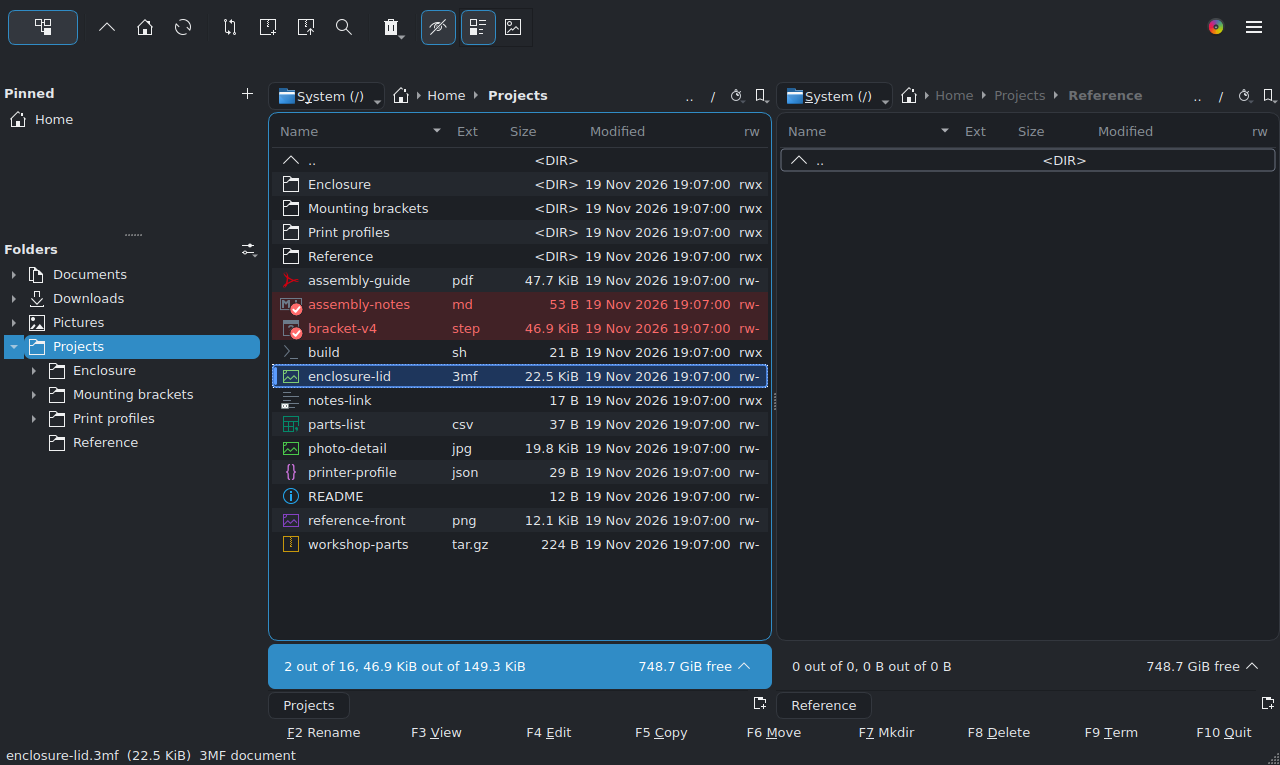 Pinned
Home
Folders
Documents
Downloads
Pictures
Projects
Enclosure
Mounting brackets
Print profiles
Reference
System (/) Home Projects .. /
Name Ext Size Modified rw
.. <DIR>
Enclosure <DIR> 19 Nov 2026 19:07:00 rwx
Mounting brackets <DIR> 19 Nov 2026 19:07:00 rwx
Print profiles <DIR> 19 Nov 2026 19:07:00 rwx
Reference <DIR> 19 Nov 2026 19:07:00 rwx
assembly-guide pdf 47.7 KiB 19 Nov 2026 19:07:00 rw-
assembly-notes md 53 B 19 Nov 2026 19:07:00 rw-
bracket-v4 step 46.9 KiB 19 Nov 2026 19:07:00 rw-
build sh 21 B 19 Nov 2026 19:07:00 rwx
enclosure-lid 3mf 22.5 KiB 19 Nov 2026 19:07:00 rw-
notes-link 17 B 19 Nov 2026 19:07:00 rwx
parts-list csv 37 B 19 Nov 2026 19:07:00 rw-
photo-detail jpg 19.8 KiB 19 Nov 2026 19:07:00 rw-
printer-profile json 29 B 19 Nov 2026 19:07:00 rw-
README 12 B 19 Nov 2026 19:07:00 rw-
reference-front png 12.1 KiB 19 Nov 2026 19:07:00 rw-
workshop-parts tar.gz 224 B 19 Nov 2026 19:07:00 rw-
2 out of 16, 46.9 KiB out of 149.3 KiB 748.7 GiB free
Projects
System (/) Home Projects Reference .. /
Name Ext Size Modified rw
.. <DIR>
0 out of 0, 0 B out of 0 B 748.7 GiB free
Reference
F2 Rename F3 View F4 Edit F5 Copy F6 Move F7 Mkdir F8 Delete F9 Term F10 Quit
enclosure-lid.3mf (22.5 KiB) 3MF document